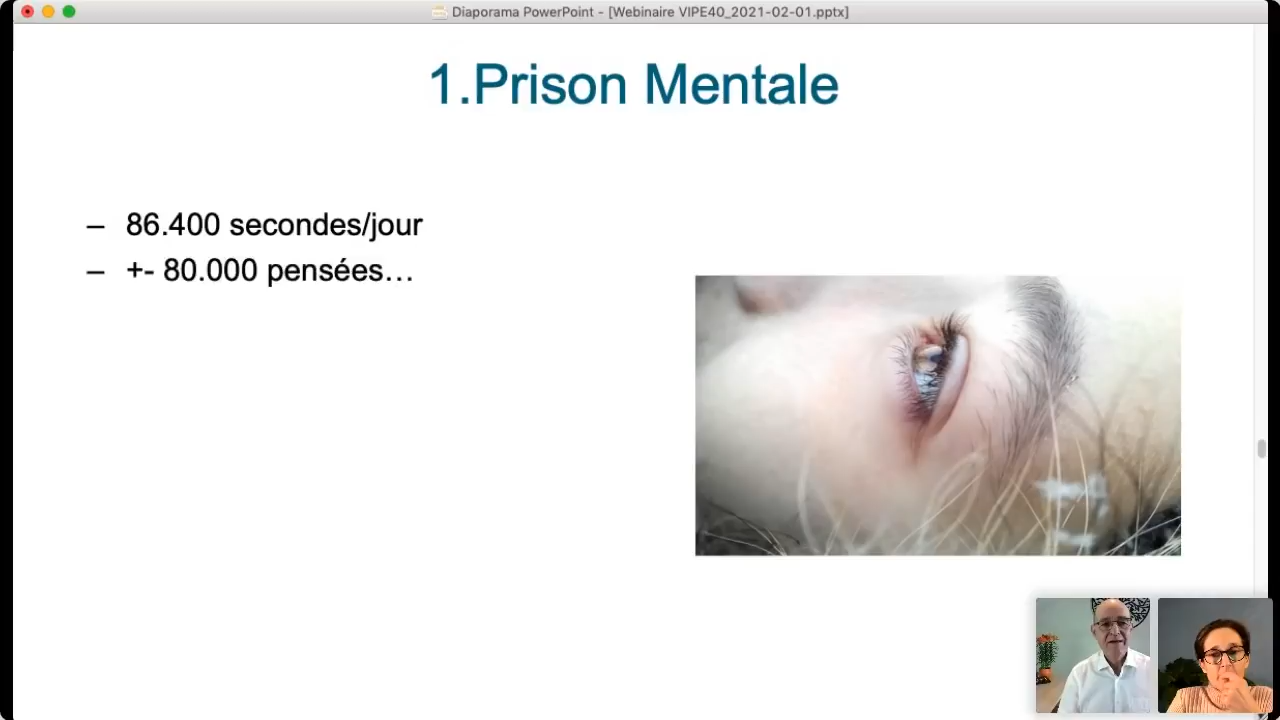 Diaporama PowerPoint - [Webinaire VIPE40_2021-02-01.pptx]
1.Prison Mentale
– 86.400 secondes/jour
– +- 80.000 pensées…